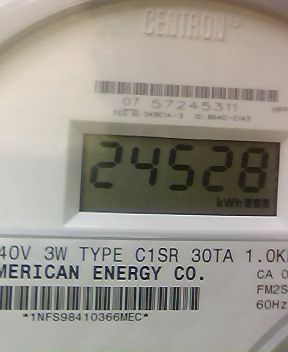 CENTRON®
07 57245311
24528
kWh
40V 3W TYPE C1SR 30TA 1.0K
MERICAN ENERGY CO.
CA 0
FM2S
60Hz
*1NFS98410366MEC*